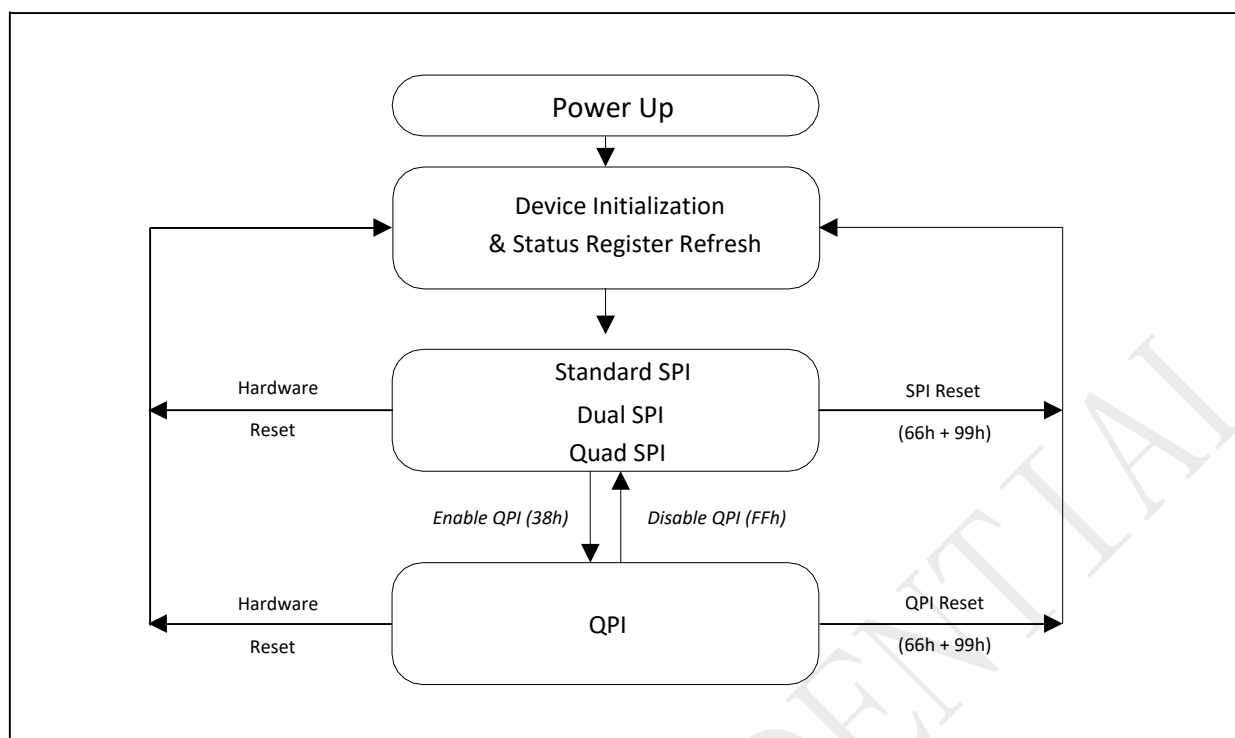 Power Up
Device Initialization
& Status Register Refresh
Standard SPI
Dual SPI
Quad SPI
Hardware
Reset
SPI Reset
(66h + 99h)
Enable QPI (38h)
Disable QPI (FFh)
QPI
Hardware
Reset
QPI Reset
(66h + 99h)